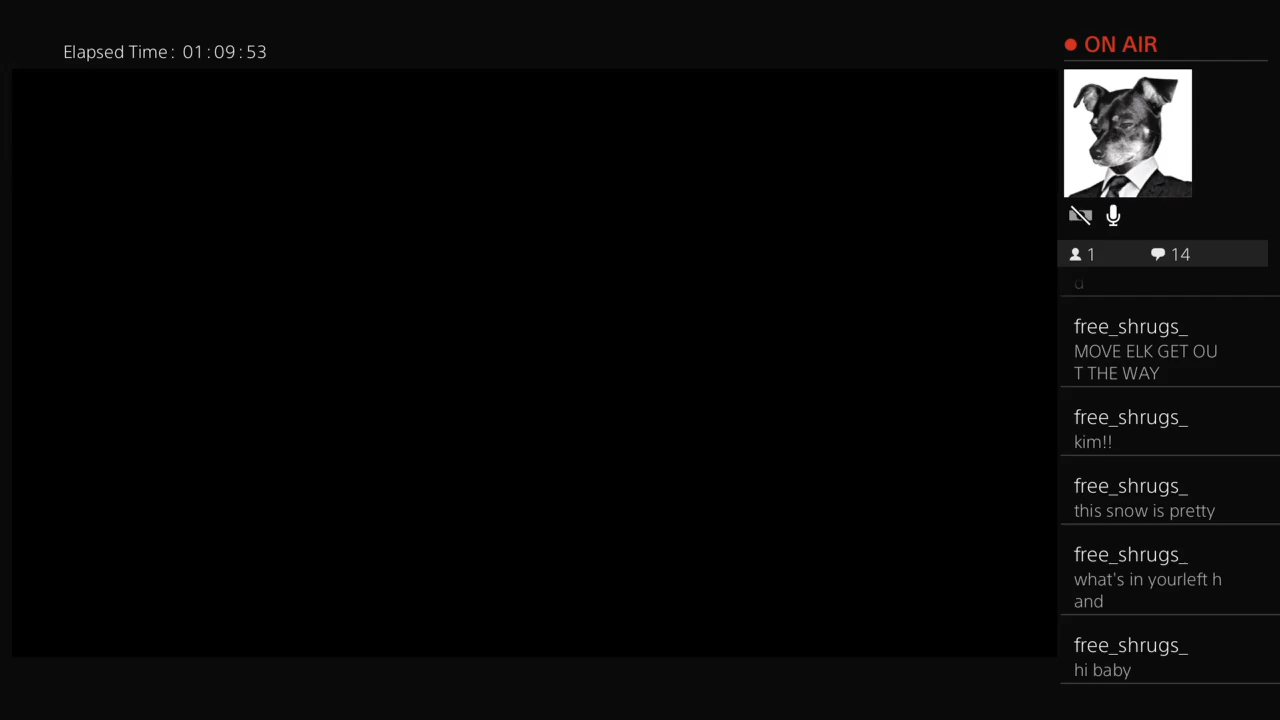 Elapsed Time: 01:09:53
ON AIR
1 14
d
free_shrugs_
MOVE ELK GET OU
T THE WAY
free_shrugs_
kim!!
free_shrugs_
this snow is pretty
free_shrugs_
what's in yourleft h
and
free_shrugs_
hi baby